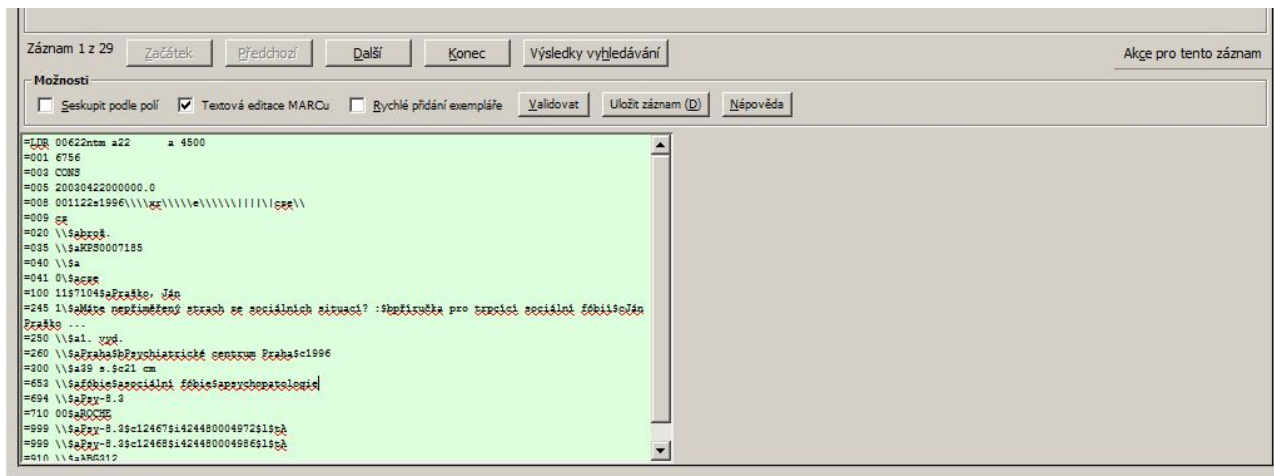 Záznam 1 z 29 Začátek Předchozí Další Konec Výsledky vyhledávání Akce pro tento záznam
Možnosti
Seskupit podle polí Textová editace MARCu Rychlé přidání exempláře Validovat Uložit záznam (D) Nápověda
=LDR 00622ntm a22      a 4500
=001 6756
=003 CONS
=005 20030422000000.0
=008 001122s1996\\\\xr\\\\\e\\\\\\||||\|cze\\
=009 cz
=020 \\$abrož.
=035 \\$aKPS0007185
=040 \\$a
=041 0\$acze
=100 11$7104$aPraško, Ján
=245 1\$aMáte nepřiměřený strach ze sociálních situací? :$bpříručka pro trpcící sociální fóbií$cJán
Praško ...
=250 \\$a1. vyd.
=260 \\$aPraha$bPsychiatrické centrum Praha$c1996
=300 \\$a39 s.$c21 cm
=653 \\$afóbie$asociální fóbie$apsychopatologie
=694 \\$aPsy-8.3
=710 00$aROCHE
=999 \\$aPsy-8.3$c12467$i424480004972$l$tA
=999 \\$aPsy-8.3$c12468$i424480004986$l$tA
=910 \\$aABG312